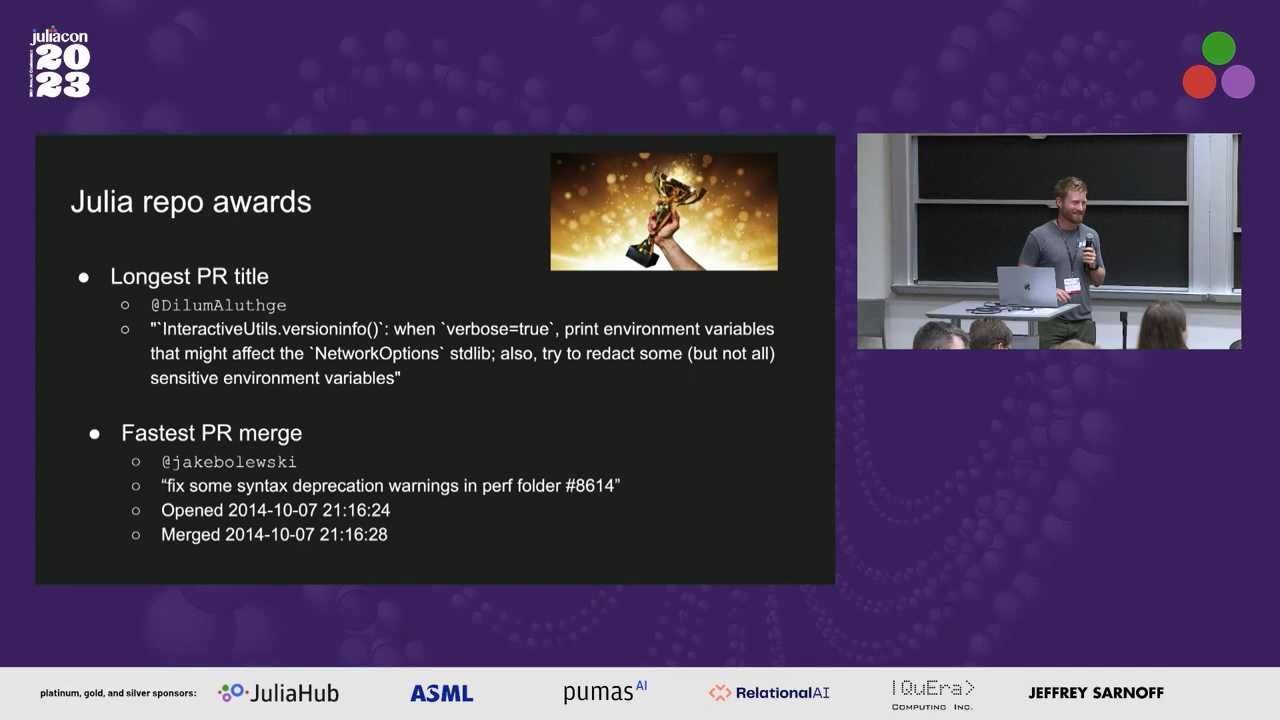 juliacon
20
23
Julia repo awards
● Longest PR title
○ @DilumAluthge
○ "`InteractiveUtils.versioninfo()`: when `verbose=true`, print environment variables
that might affect the `NetworkOptions` stdlib; also, try to redact some (but not all)
sensitive environment variables"
● Fastest PR merge
○ @jakebolewski
○ “fix some syntax deprecation warnings in perf folder #8614”
○ Opened 2014-10-07 21:16:24
○ Merged 2014-10-07 21:16:28
platinum, gold, and silver sponsors:
JuliaHub
ASML
pumasAI
RelationalAI
|QuEra>
COMPUTING INC.
JEFFREY SARNOFF